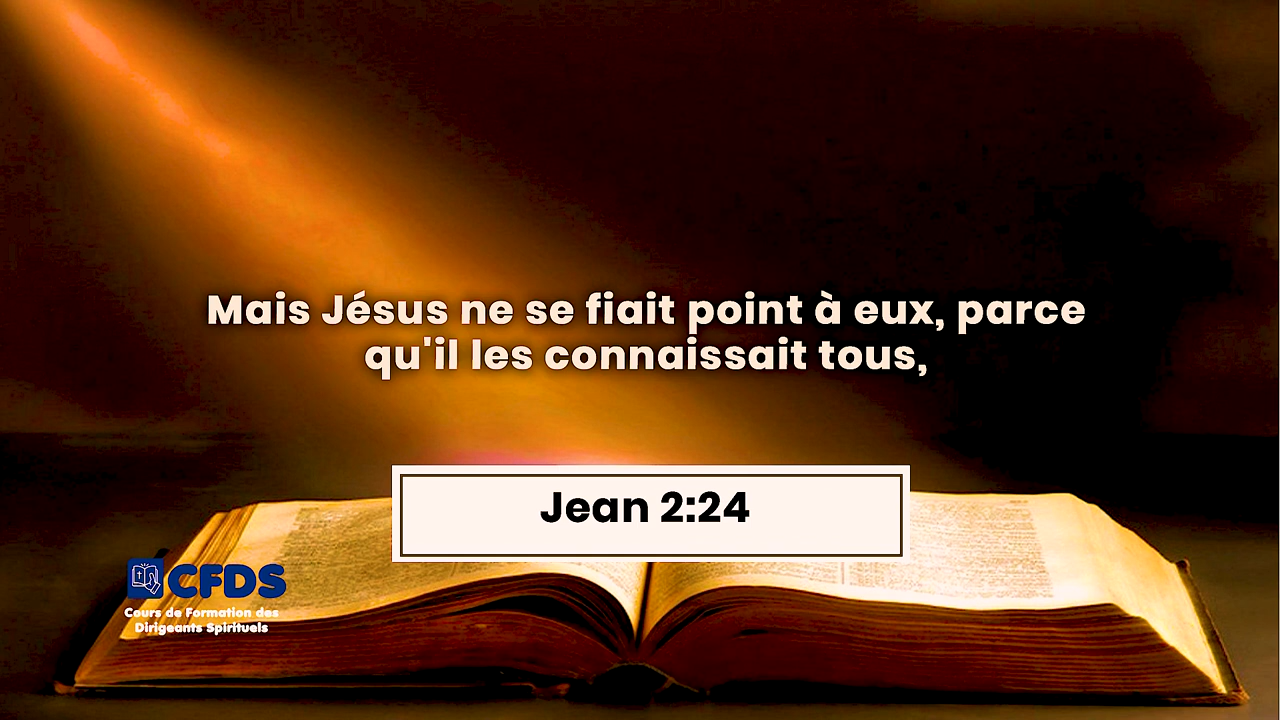 Mais Jésus ne se fiait point à eux, parce
qu'il les connaissait tous,
Jean 2:24
CFDS
Cours de Formation des
Dirigeants Spirituels